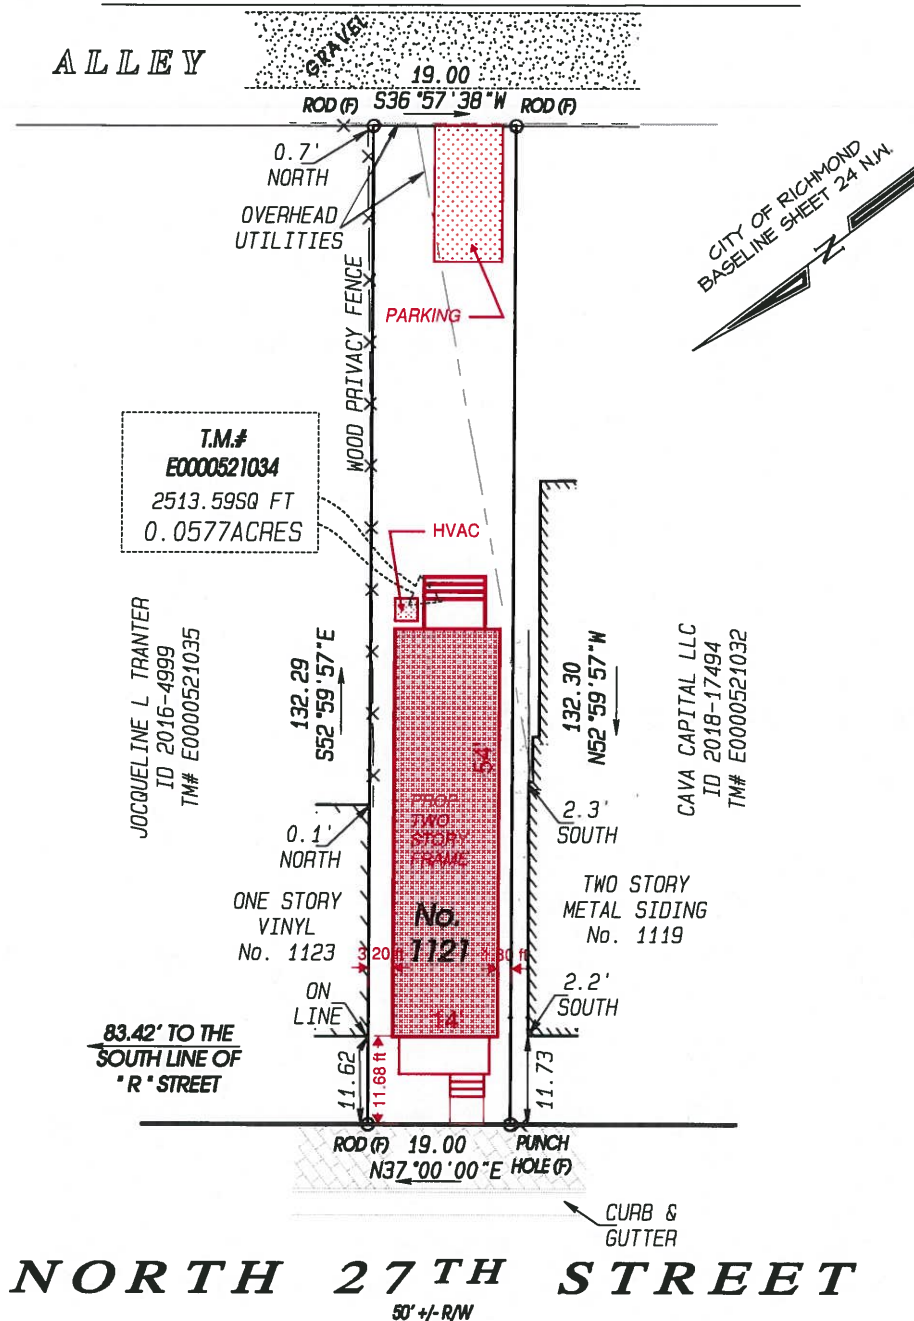 ALLEY
GRAVEL
19.00
S36°57'38"W
ROD (F)
ROD (F)
0.7'
NORTH
OVERHEAD
UTILITIES
CITY OF RICHMOND
BASELINE SHEET 24 N.W.
N
PARKING
WOOD PRIVACY FENCE
T.M.#
E0000521034
2513.59SQ FT
0.0577ACRES
HVAC
JOCQUELINE L TRANTER
ID 2016-4999
TM# E0000521035
132.29
S52°59'57"E
132.30
N52°59'57"W
CAVA CAPITAL LLC
ID 2018-17494
TM# E0000521032
54'
PROP
TWO
STORY
FRAME
0.1'
NORTH
2.3'
SOUTH
ONE STORY
VINYL
No. 1123
No.
1121
TWO STORY
METAL SIDING
No. 1119
3.20 ft
ON
LINE
2.2'
SOUTH
14'
83.42' TO THE
SOUTH LINE OF
"R" STREET
11.62
11.68 ft
11.73
ROD (F)
19.00
N37°00'00"E
PUNCH
HOLE (F)
CURB &
GUTTER
NORTH 27TH STREET
50' +/- R/W